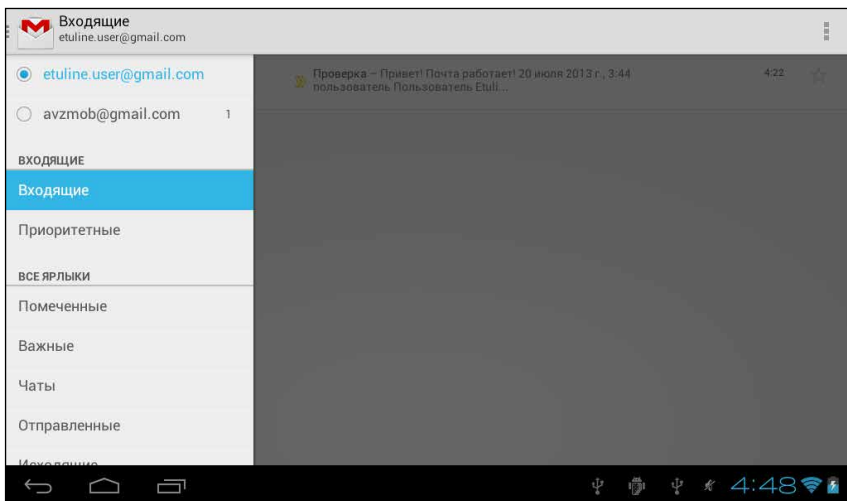 Входящие
etuline.user@gmail.com
etuline.user@gmail.com
avzmob@gmail.com 1
ВХОДЯЩИЕ
Входящие
Приоритетные
ВСЕ ЯРЛЫКИ
Помеченные
Важные
Чаты
Отправленные
Исходящие
Проверка – Привет! Почта работает! 20 июля 2013 г., 3:44
пользователь Пользователь Etuli...
4:22
4:48